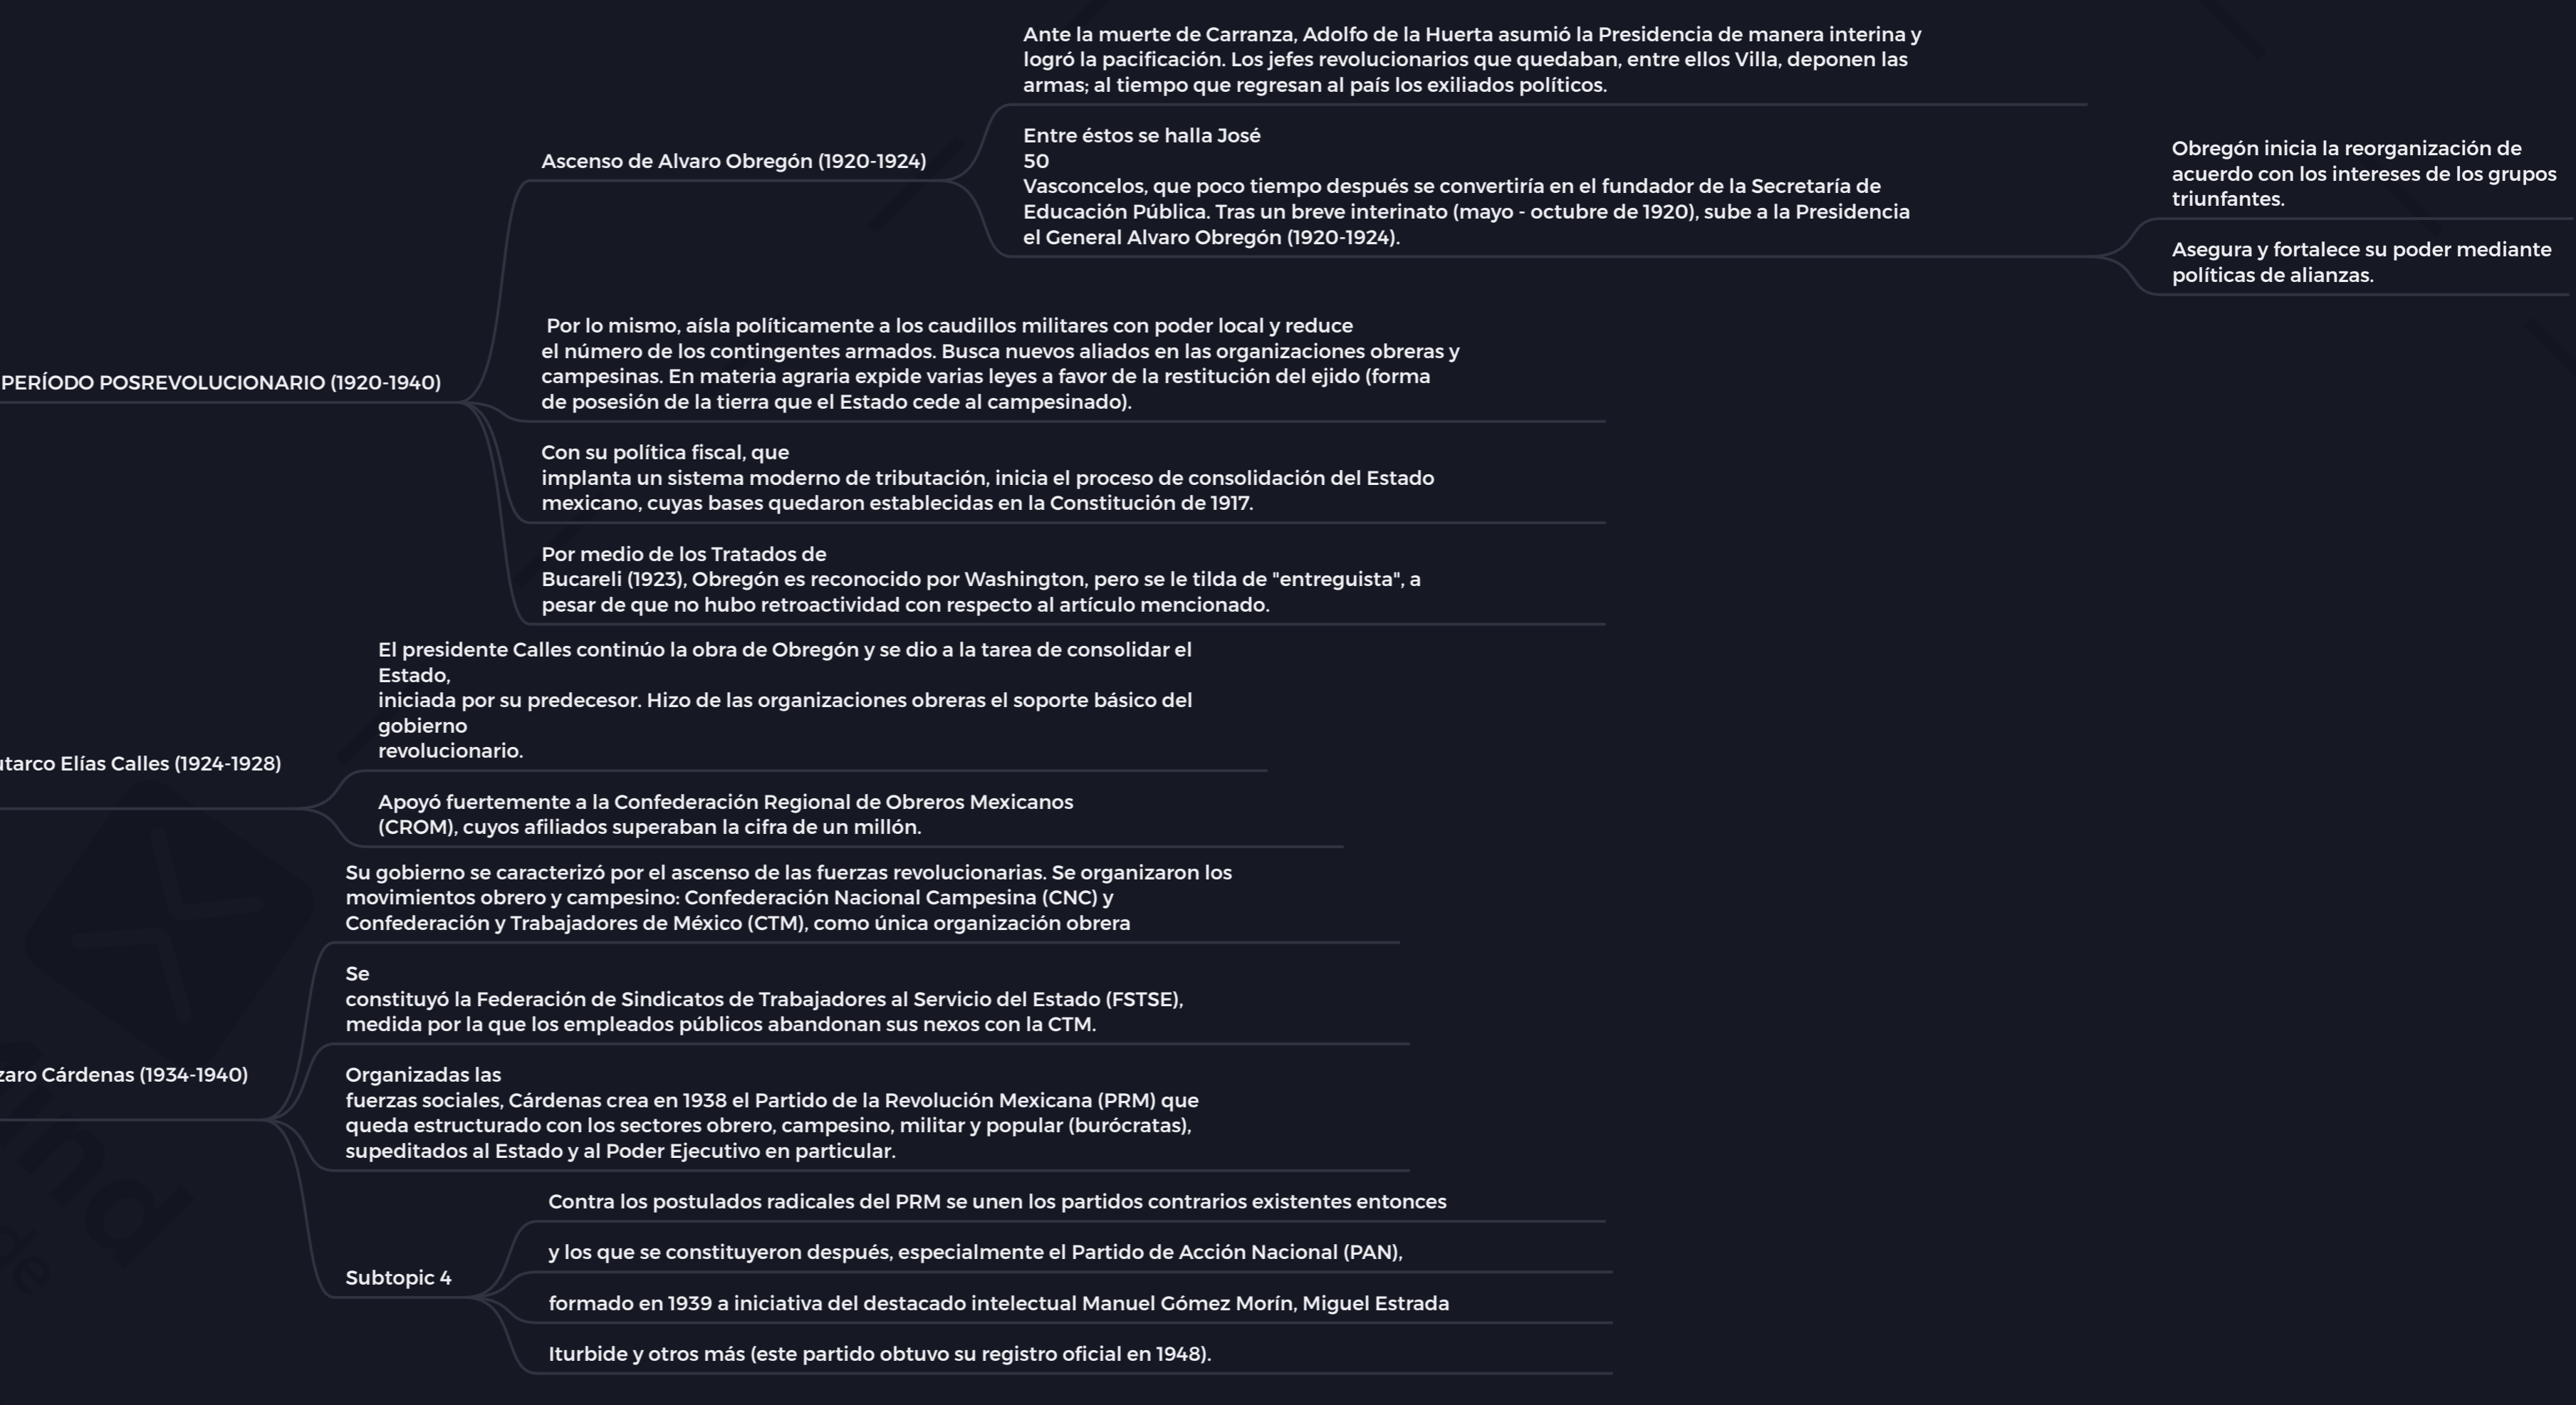 Ante la muerte de Carranza, Adolfo de la Huerta asumió la Presidencia de manera interina y
logró la pacificación. Los jefes revolucionarios que quedaban, entre ellos Villa, deponen las
armas; al tiempo que regresan al país los exiliados políticos.
Ascenso de Alvaro Obregón (1920-1924)
Entre éstos se halla José
50
Vasconcelos, que poco tiempo después se convertiría en el fundador de la Secretaría de
Educación Pública. Tras un breve interinato (mayo - octubre de 1920), sube a la Presidencia
el General Alvaro Obregón (1920-1924).
Obregón inicia la reorganización de
acuerdo con los intereses de los grupos
triunfantes.
Asegura y fortalece su poder mediante
políticas de alianzas.
PERÍODO POSREVOLUCIONARIO (1920-1940)
Por lo mismo, aísla políticamente a los caudillos militares con poder local y reduce
el número de los contingentes armados. Busca nuevos aliados en las organizaciones obreras y
campesinas. En materia agraria expide varias leyes a favor de la restitución del ejido (forma
de posesión de la tierra que el Estado cede al campesinado).
Con su política fiscal, que
implanta un sistema moderno de tributación, inicia el proceso de consolidación del Estado
mexicano, cuyas bases quedaron establecidas en la Constitución de 1917.
Por medio de los Tratados de
Bucareli (1923), Obregón es reconocido por Washington, pero se le tilda de "entreguista", a
pesar de que no hubo retroactividad con respecto al artículo mencionado.
utarco Elías Calles (1924-1928)
El presidente Calles continúo la obra de Obregón y se dio a la tarea de consolidar el
Estado,
iniciada por su predecesor. Hizo de las organizaciones obreras el soporte básico del
gobierno
revolucionario.
Apoyó fuertemente a la Confederación Regional de Obreros Mexicanos
(CROM), cuyos afiliados superaban la cifra de un millón.
zaro Cárdenas (1934-1940)
Su gobierno se caracterizó por el ascenso de las fuerzas revolucionarias. Se organizaron los
movimientos obrero y campesino: Confederación Nacional Campesina (CNC) y
Confederación y Trabajadores de México (CTM), como única organización obrera
Se
constituyó la Federación de Sindicatos de Trabajadores al Servicio del Estado (FSTSE),
medida por la que los empleados públicos abandonan sus nexos con la CTM.
Organizadas las
fuerzas sociales, Cárdenas crea en 1938 el Partido de la Revolución Mexicana (PRM) que
queda estructurado con los sectores obrero, campesino, militar y popular (burócratas),
supeditados al Estado y al Poder Ejecutivo en particular.
Subtopic 4
Contra los postulados radicales del PRM se unen los partidos contrarios existentes entonces
y los que se constituyeron después, especialmente el Partido de Acción Nacional (PAN),
formado en 1939 a iniciativa del destacado intelectual Manuel Gómez Morín, Miguel Estrada
Iturbide y otros más (este partido obtuvo su registro oficial en 1948).